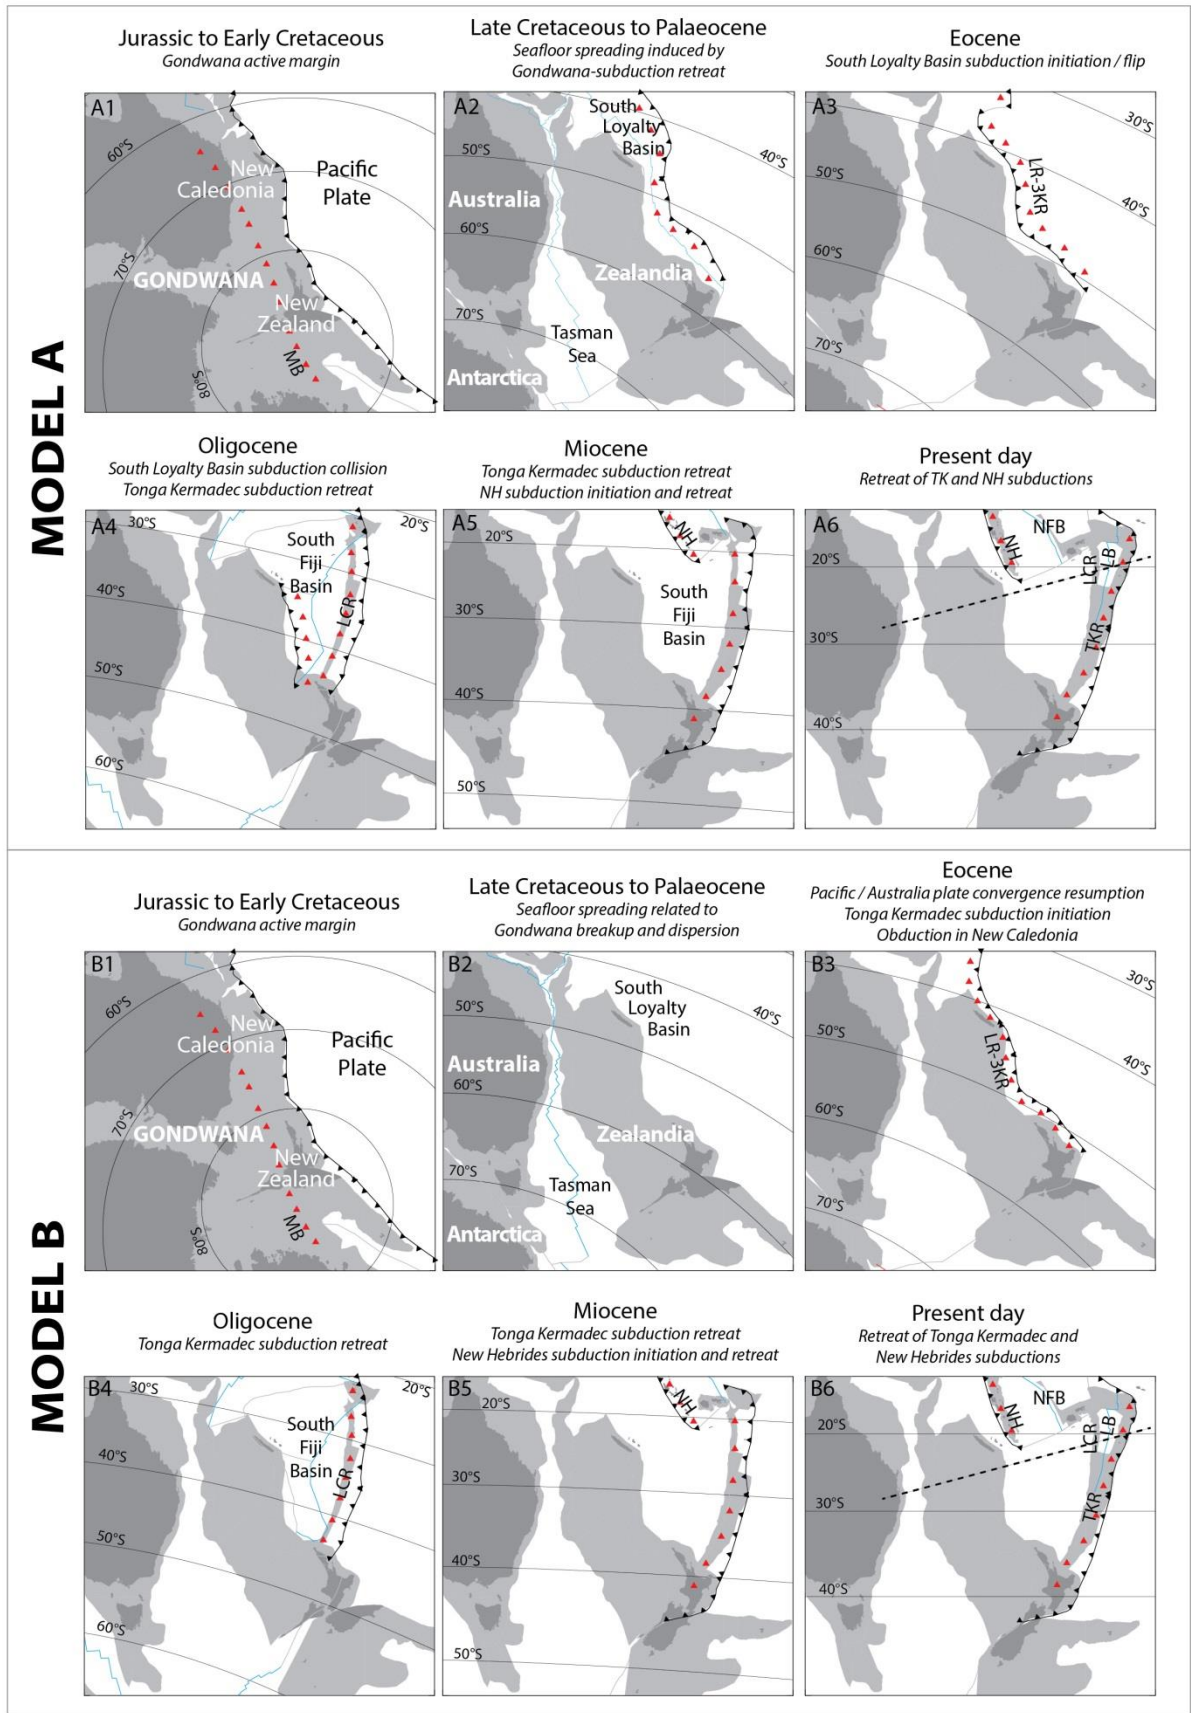 MODEL A
Jurassic to Early Cretaceous
Gondwana active margin
A1
60°S
New
Caledonia
Pacific
Plate
70°S
GONDWANA
New
Zealand
MB
80°S
Late Cretaceous to Palaeocene
Seafloor spreading induced by
Gondwana-subduction retreat
A2
South
Loyalty
Basin
50°S
40°S
Australia
60°S
Zealandia
70°S
Tasman
Sea
Antarctica
Eocene
South Loyalty Basin subduction initiation / flip
A3
30°S
50°S
LR-3KR
40°S
60°S
70°S
Oligocene
South Loyalty Basin subduction collision
Tonga Kermadec subduction retreat
A4
30°S
20°S
South
Fiji
Basin
40°S
LCR
50°S
60°S
Miocene
Tonga Kermadec subduction retreat
NH subduction initiation and retreat
A5
NH
20°S
South
Fiji
Basin
30°S
40°S
50°S
Present day
Retreat of TK and NH subductions
A6
NFB
NH
20°S
LCR
LB
30°S
TKR
40°S
MODEL B
Jurassic to Early Cretaceous
Gondwana active margin
B1
60°S
New
Caledonia
Pacific
Plate
70°S
GONDWANA
New
Zealand
MB
80°S
Late Cretaceous to Palaeocene
Seafloor spreading related to
Gondwana breakup and dispersion
B2
South
Loyalty
Basin
50°S
40°S
Australia
60°S
Zealandia
70°S
Tasman
Sea
Antarctica
Eocene
Pacific / Australia plate convergence resumption
Tonga Kermadec subduction initiation
Obduction in New Caledonia
B3
30°S
50°S
LR-3KR
40°S
60°S
70°S
Oligocene
Tonga Kermadec subduction retreat
B4
30°S
20°S
South
Fiji
Basin
40°S
LCR
50°S
60°S
Miocene
Tonga Kermadec subduction retreat
New Hebrides subduction initiation and retreat
B5
NH
20°S
30°S
40°S
50°S
Present day
Retreat of Tonga Kermadec and
New Hebrides subductions
B6
NFB
NH
20°S
LCR
LB
30°S
TKR
40°S